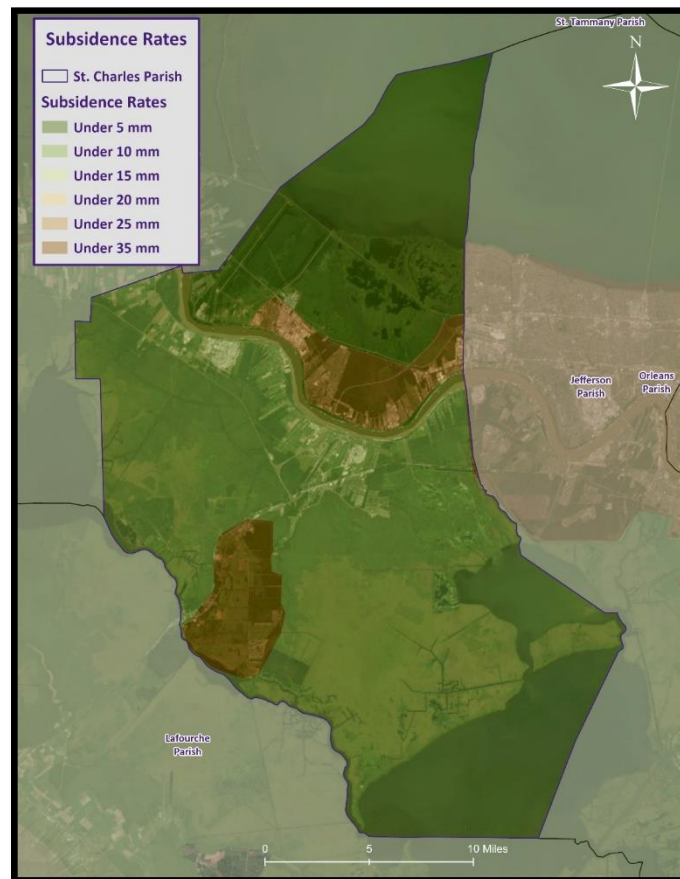 St. Tammany Parish
Subsidence Rates
N
St. Charles Parish
Subsidence Rates
Under 5 mm
Under 10 mm
Under 15 mm
Under 20 mm
Under 25 mm
Under 35 mm
Jefferson
Parish
Orleans
Parish
Lafourche
Parish
0 5 10 Miles